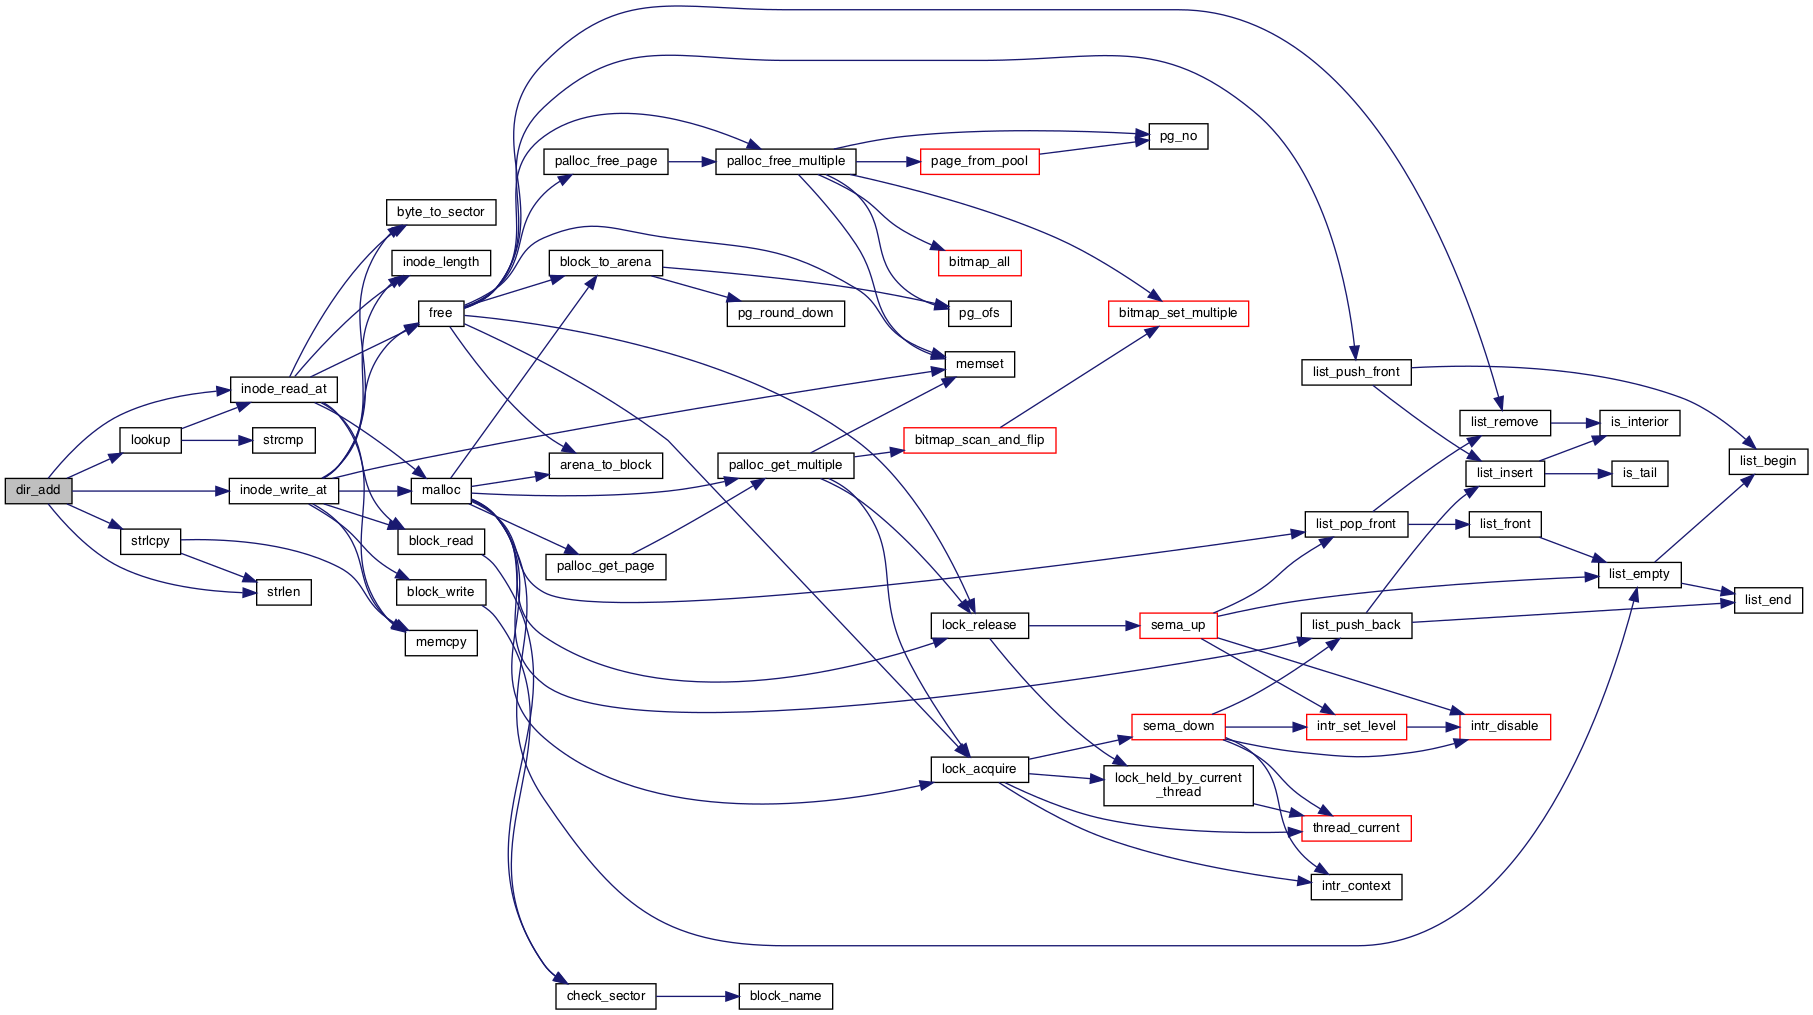 dir_add
lookup
strlcpy
inode_read_at
strcmp
inode_write_at
strlen
byte_to_sector
inode_length
free
malloc
block_read
block_write
memcpy
palloc_free_page
block_to_arena
arena_to_block
palloc_get_page
check_sector
palloc_free_multiple
pg_round_down
palloc_get_multiple
block_name
page_from_pool
bitmap_all
pg_ofs
memset
bitmap_scan_and_flip
lock_release
lock_acquire
pg_no
bitmap_set_multiple
sema_up
sema_down
lock_held_by_current
_thread
list_push_front
list_pop_front
list_push_back
intr_set_level
thread_current
intr_context
list_remove
list_insert
list_front
intr_disable
is_interior
is_tail
list_empty
list_begin
list_end